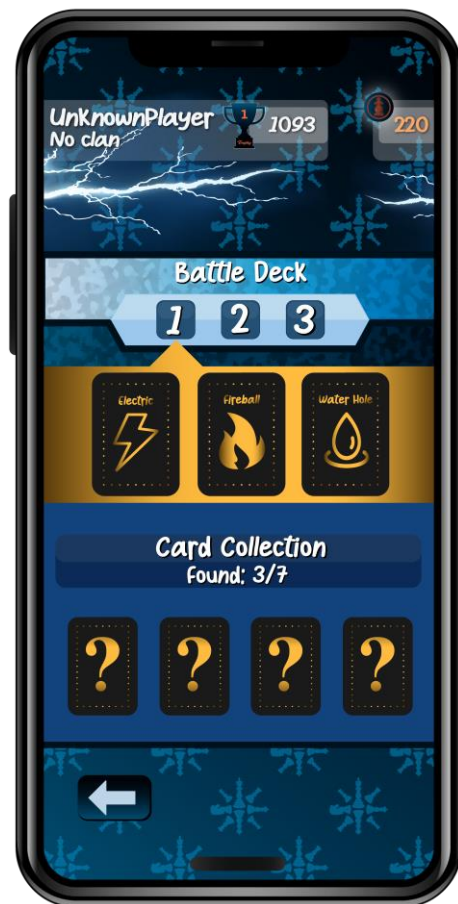 UnKnownPlayer
No clan
1
1093
220
Battle Deck
1 2 3
Electric
Fireball
Water Hole
Card Collection
Found: 3/7
? ? ? ?